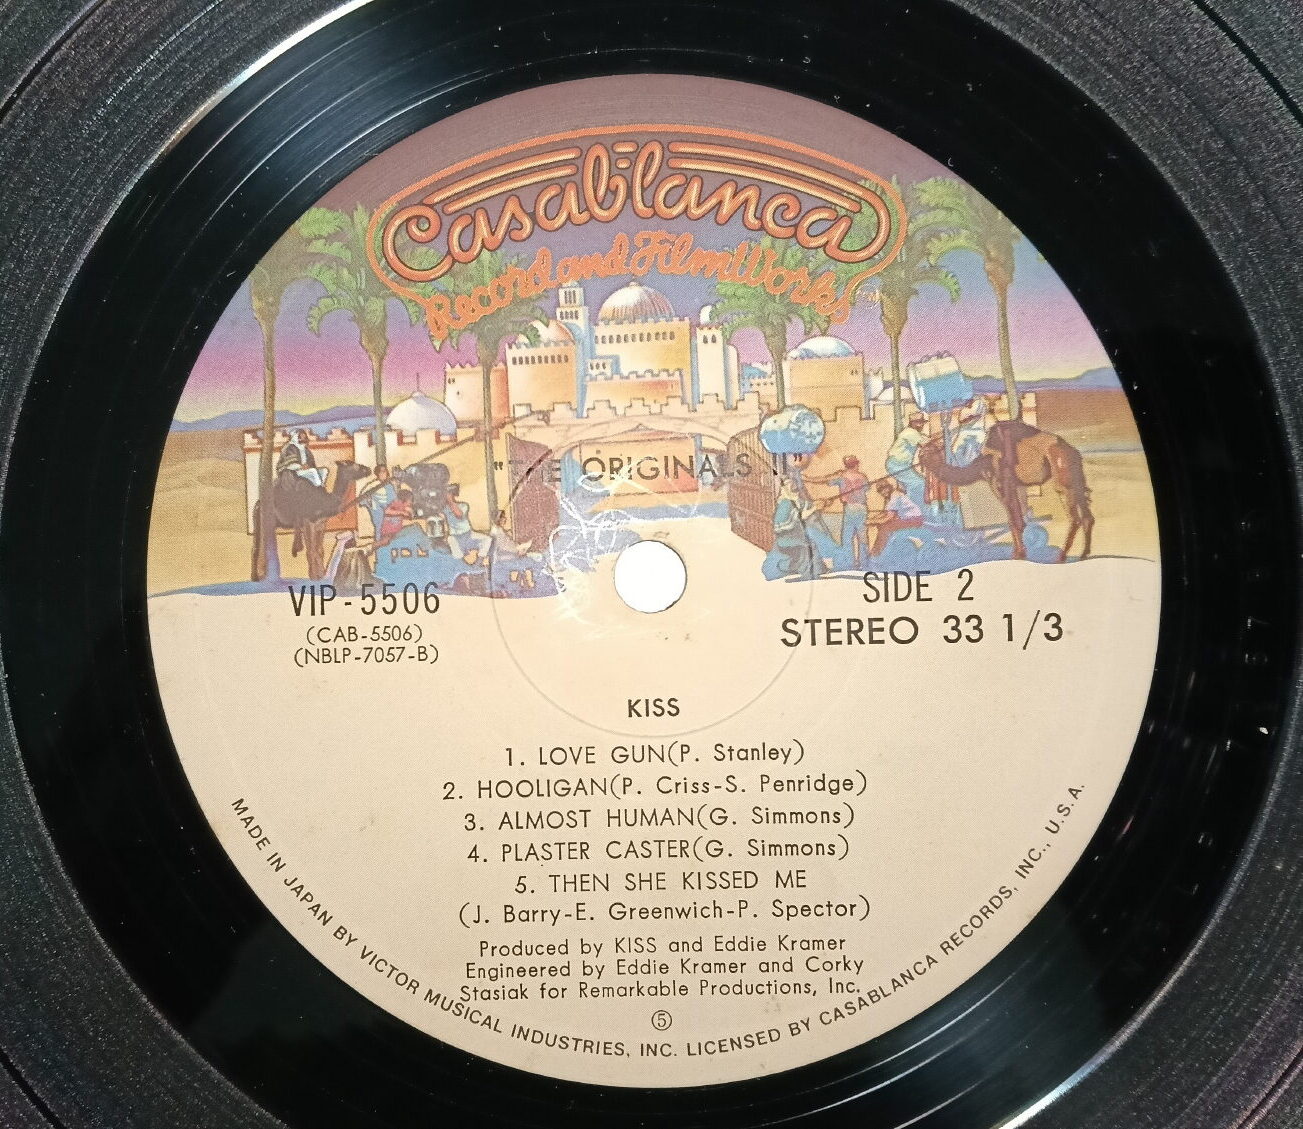 Casablanca
Record and FilmWorks
"THE ORIGINALS II"
VIP-5506
(CAB-5506)
(NBLP-7057-B)
SIDE 2
STEREO 33 1/3
KISS
1. LOVE GUN(P. Stanley)
2. HOOLIGAN(P. Criss-S. Penridge)
3. ALMOST HUMAN(G. Simmons)
4. PLASTER CASTER(G. Simmons)
5. THEN SHE KISSED ME
(J. Barry-E. Greenwich-P. Spector)
Produced by KISS and Eddie Kramer
Engineered by Eddie Kramer and Corky
Stasiak for Remarkable Productions, Inc.
⑤
MADE IN JAPAN BY VICTOR MUSICAL INDUSTRIES, INC. LICENSED BY CASABLANCA RECORDS, INC., U.S.A.